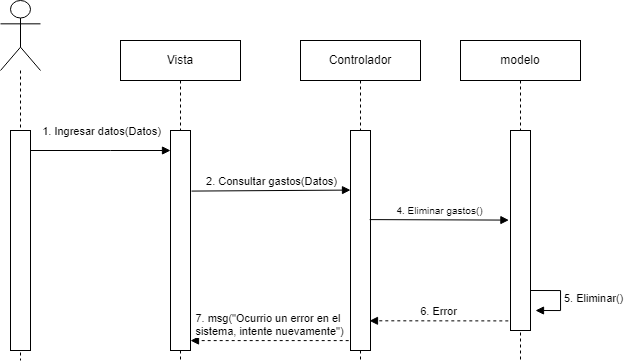 Vista
Controlador
modelo
1. Ingresar datos(Datos)
2. Consultar gastos(Datos)
4. Eliminar gastos()
5. Eliminar()
6. Error
7. msg("Ocurrio un error en el
sistema, intente nuevamente")